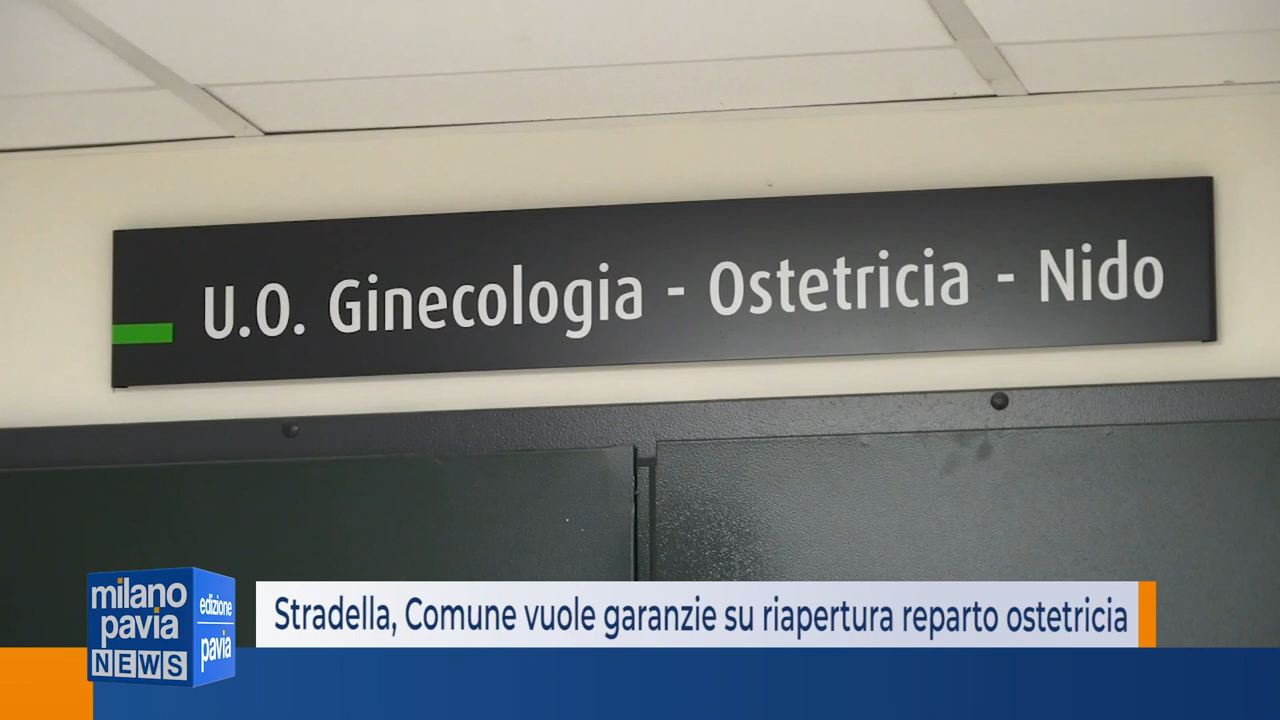 U.O. Ginecologia - Ostetricia - Nido
milano
pavia
NEWS
edizione
pavia
Stradella, Comune vuole garanzie su riapertura reparto ostetricia